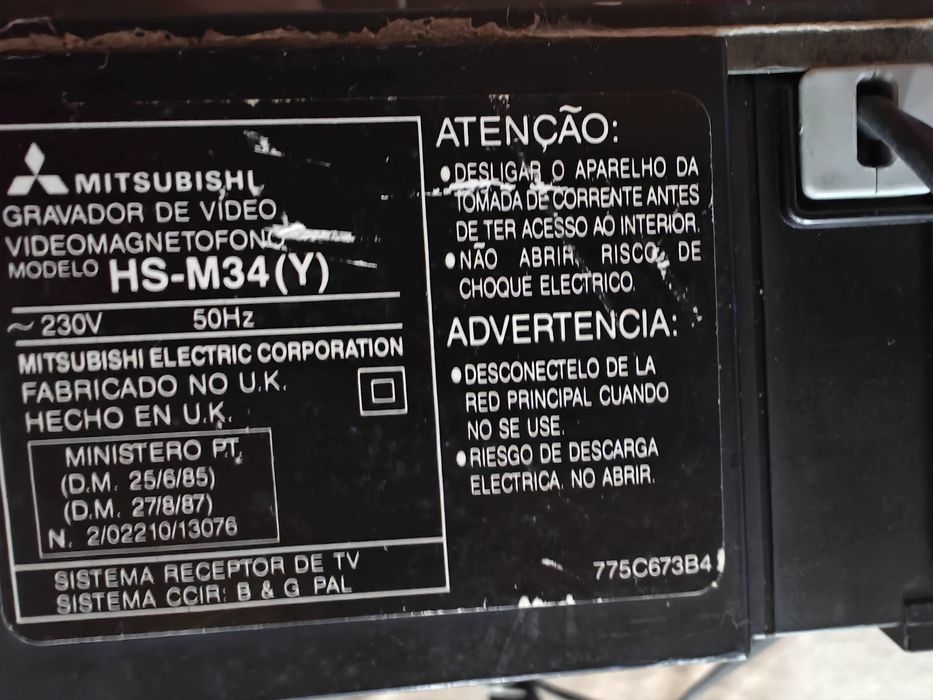 MITSUBISHI
GRAVADOR DE VÍDEO
VIDEOMAGNETOFONO
MODELO HS-M34(Y)
~ 230V 50Hz
MITSUBISHI ELECTRIC CORPORATION
FABRICADO NO U.K.
HECHO EN U.K.
MINISTERO P.T.
(D.M. 25/6/85)
(D.M. 27/8/87)
N. 2/02210/13076
SISTEMA RECEPTOR DE TV
SISTEMA CCIR: B & G PAL
ATENÇÃO:
• DESLIGAR O APARELHO DA
TOMADA DE CORRENTE ANTES
DE TER ACESSO AO INTERIOR.
• NÃO ABRIR, RISCO DE
CHOQUE ELECTRICO.
ADVERTENCIA:
• DESCONECTELO DE LA
RED PRINCIPAL CUANDO
NO SE USE.
• RIESGO DE DESCARGA
ELECTRICA. NO ABRIR.
775C673B4